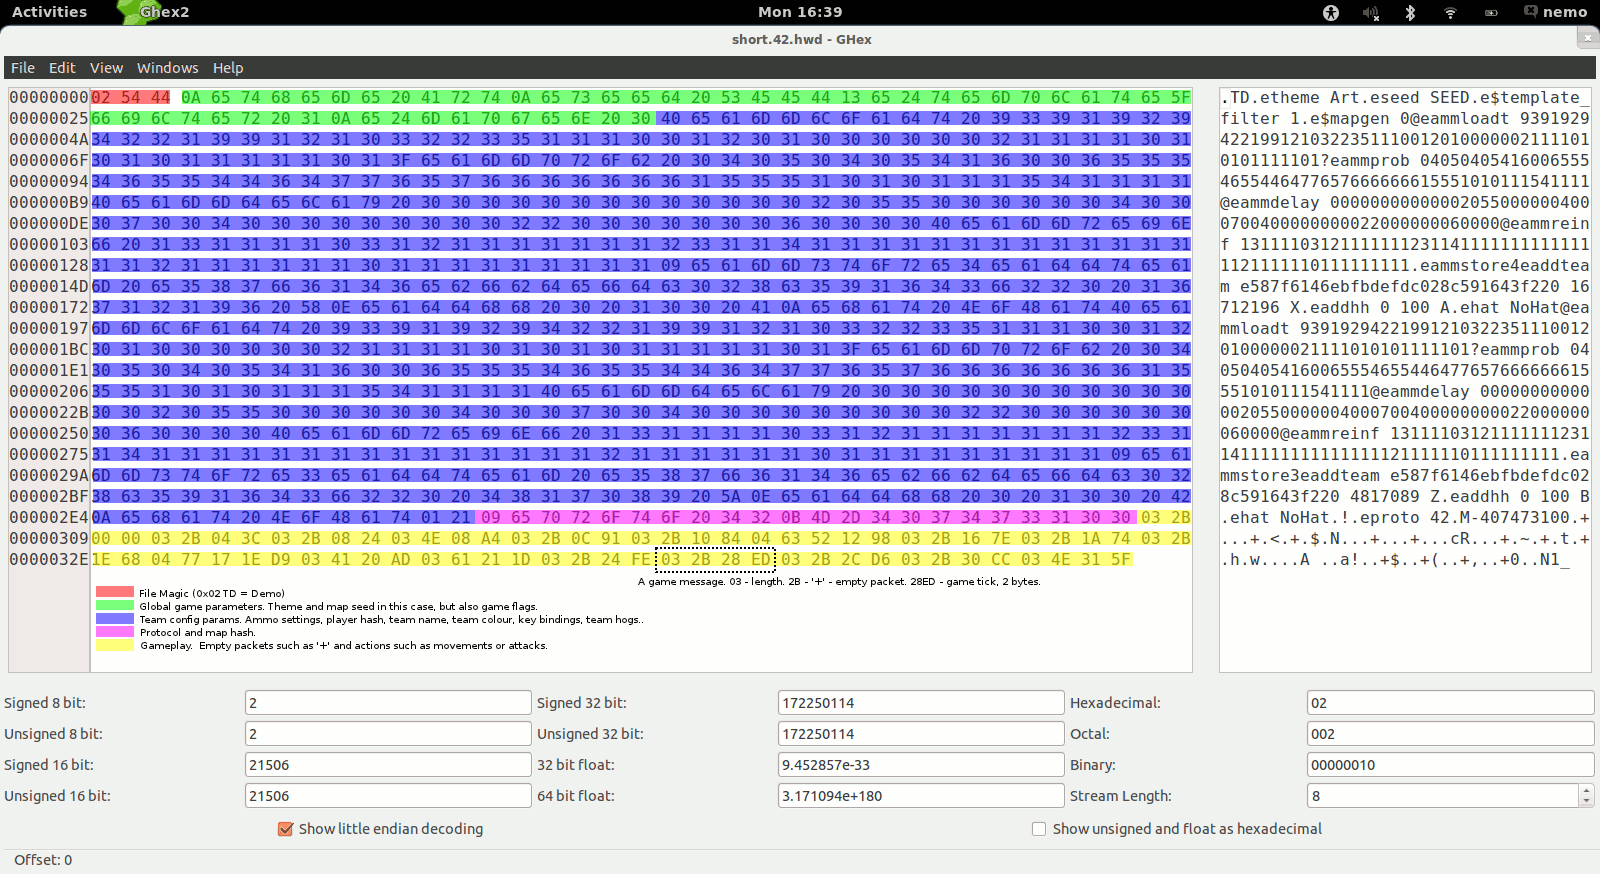 Activities
Ghex2
Mon 16:39
nemo
short.42.hwd - GHex
File Edit View Windows Help
00000000 02 54 44 0A 65 74 68 65 6D 65 20 41 72 74 0A 65 73 65 65 64 20 53 45 45 44 13 65 24 74 65 6D 70 6C 61 74 65 5F
00000025 66 69 6C 74 65 72 20 31 0A 65 24 6D 61 70 67 65 6E 20 30 40 65 61 6D 6D 6C 6F 61 64 74 20 39 33 39 31 39 32 39
0000004A 34 32 32 31 39 39 31 32 31 30 33 32 32 33 35 31 31 31 30 30 31 32 30 31 30 30 30 30 30 30 32 31 31 31 31 30 31
0000006F 30 31 30 31 31 31 31 31 30 31 3F 65 61 6D 6D 70 72 6F 62 20 30 34 30 35 30 34 30 35 34 31 36 30 30 36 35 35 35
00000094 34 36 35 35 34 34 36 34 37 37 36 35 37 36 36 36 36 36 36 36 31 35 35 35 31 30 31 30 31 31 31 35 34 31 31 31 31
000000B9 40 65 61 6D 6D 64 65 6C 61 79 20 30 30 30 30 30 30 30 30 30 30 30 30 30 32 30 35 35 30 30 30 30 30 30 34 30 30
000000DE 30 37 30 30 34 30 30 30 30 30 30 30 30 30 30 32 32 30 30 30 30 30 30 30 30 36 30 30 30 30 40 65 61 6D 6D 72 65 69 6E
00000103 66 20 31 33 31 31 31 31 30 33 31 32 31 31 31 31 31 31 31 31 32 33 31 31 34 31 31 31 31 31 31 31 31 31 31 31 31
00000128 31 31 32 31 31 31 31 31 31 30 31 31 31 31 31 31 31 31 31 09 65 61 6D 6D 73 74 6F 72 65 34 65 61 64 64 74 65 61
0000014D 6D 20 65 35 38 37 66 36 31 34 36 65 62 66 62 64 65 66 64 63 30 32 38 63 35 39 31 36 34 33 66 32 32 30 20 31 36
00000172 37 31 32 31 39 36 20 58 0E 65 61 64 64 68 68 20 30 20 31 30 30 20 41 0A 65 68 61 74 20 4E 6F 48 61 74 40 65 61
00000197 6D 6D 6C 6F 61 64 74 20 39 33 39 31 39 32 39 34 32 32 31 39 39 31 32 31 30 33 32 32 33 35 31 31 31 30 30 31 32
000001BC 30 31 30 30 30 30 30 30 32 31 31 31 31 30 31 30 31 30 31 31 31 31 31 30 31 3F 65 61 6D 6D 70 72 6F 62 20 30 34
000001E1 30 35 30 34 30 35 34 31 36 30 30 36 35 35 35 34 36 35 35 34 34 36 34 37 37 36 35 37 36 36 36 36 36 36 36 31 35
00000206 35 35 31 30 31 30 31 31 31 35 34 31 31 31 31 40 65 61 6D 6D 64 65 6C 61 79 20 30 30 30 30 30 30 30 30 30 30 30
0000022B 30 30 32 30 35 35 30 30 30 30 30 30 34 30 30 30 37 30 30 34 30 30 30 30 30 30 30 30 30 30 32 32 30 30 30 30 30
00000250 30 36 30 30 30 30 40 65 61 6D 6D 72 65 69 6E 66 20 31 33 31 31 31 31 30 33 31 32 31 31 31 31 31 31 31 32 33 31
00000275 31 34 31 31 31 31 31 31 31 31 31 31 31 31 31 31 31 32 31 31 31 31 31 31 30 31 31 31 31 31 31 31 31 31 09 65 61
0000029A 6D 6D 73 74 6F 72 65 33 65 61 64 64 74 65 61 6D 20 65 35 38 37 66 36 31 34 36 65 62 66 62 64 65 66 64 63 30 32
000002BF 38 63 35 39 31 36 34 33 66 32 32 30 20 34 38 31 37 30 38 39 20 5A 0E 65 61 64 64 68 68 20 30 20 31 30 30 20 42
000002E4 0A 65 68 61 74 20 4E 6F 48 61 74 01 21 09 65 70 72 6F 74 6F 20 34 32 0B 4D 2D 34 30 37 34 37 33 31 30 30 03 2B
00000309 00 00 03 2B 04 3C 03 2B 08 24 03 4E 08 A4 03 2B 0C 91 03 2B 10 84 04 63 52 12 98 03 2B 16 7E 03 2B 1A 74 03 2B
0000032E 1E 68 04 77 17 1E D9 03 41 20 AD 03 61 21 1D 03 2B 24 FE 03 2B 28 ED 03 2B 2C D6 03 2B 30 CC 03 4E 31 5F
.TD.etheme Art.eseed SEED.e$template_
filter 1.e$mapgen 0@eammloadt 9391929
4221991210322351110012010000002111101
0101111101?eammprob 04050405416006555
4655446477657666666615551010111541111
@eammdelay 00000000000002055000000400
0700400000000022000000060000@eammrein
f 13111103121111111123114111111111111
1121111110111111111.eammstore4eaddtea
m e587f6146ebfbdefdc028c591643f220 16
712196 X.eaddhh 0 100 A.ehat NoHat@ea
mmloadt 93919294221991210322351110012
0100000021111010101111101?eammprob 04
0504054160065554655446477657666666615
551010111541111@eammdelay 00000000000
0020550000004000700400000000022000000
060000@eammreinf 13111103121111111231
1411111111111111121111110111111111.ea
mmstore3eaddteam e587f6146ebfbdefdc02
8c591643f220 4817089 Z.eaddhh 0 100 B
.ehat NoHat.!.eproto 42.M-407473100.+
...+.<.+.$.N...+...+...cR...+.~.+.t.+
.h.w....A ..a!..+$..+(..+,..+0..N1_
A game message. 03 - length. 2B - '+' - empty packet. 28ED - game tick, 2 bytes.
File Magic (0x02 TD = Demo)
Global game parameters. Theme and map seed in this case, but also game flags.
Team config params. Ammo settings, player hash, team name, team colour, key bindings, team hogs..
Protocol and map hash.
Gameplay. Empty packets such as '+' and actions such as movements or attacks.
Signed 8 bit: 2 Signed 32 bit: 172250114 Hexadecimal: 02
Unsigned 8 bit: 2 Unsigned 32 bit: 172250114 Octal: 002
Signed 16 bit: 21506 32 bit float: 9.452857e-33 Binary: 00000010
Unsigned 16 bit: 21506 64 bit float: 3.171094e+180 Stream Length: 8
Show little endian decoding Show unsigned and float as hexadecimal
Offset: 0